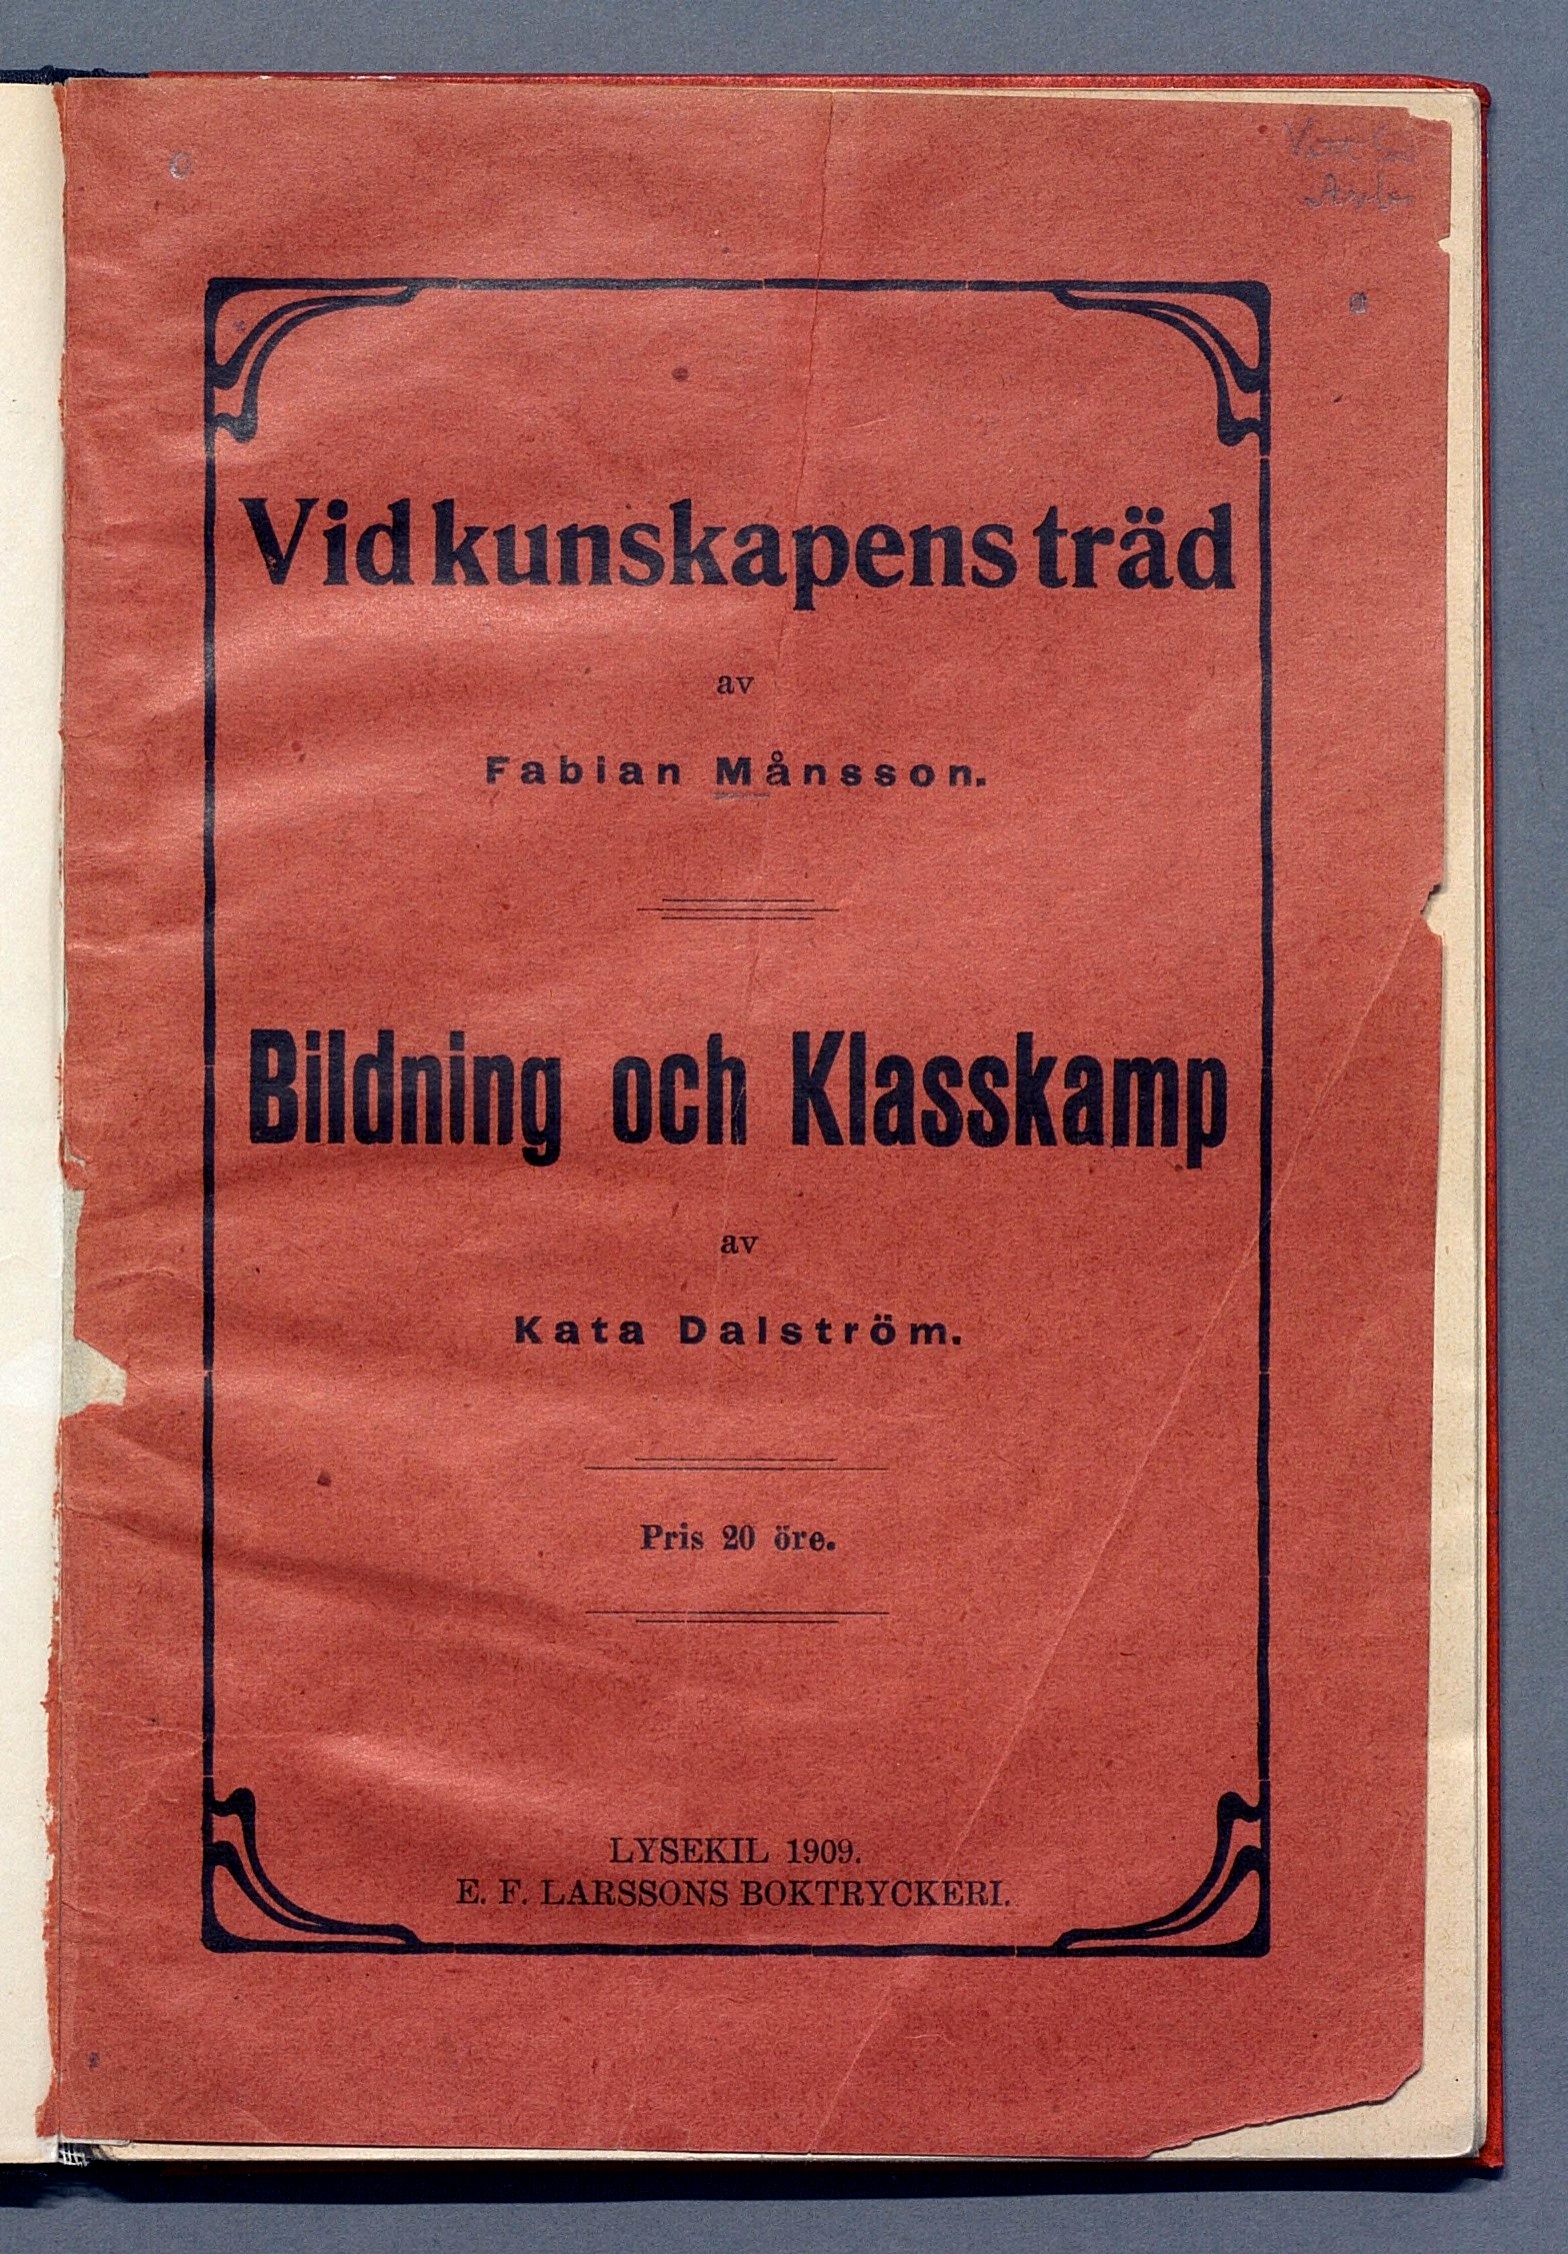 Vid kunskapens träd
av
Fabian Månsson.
Bildning och Klasskamp
av
Kata Dalström.
Pris 20 öre.
LYSEKIL 1909.
E. F. LARSSONS BOKTRYCKERI.